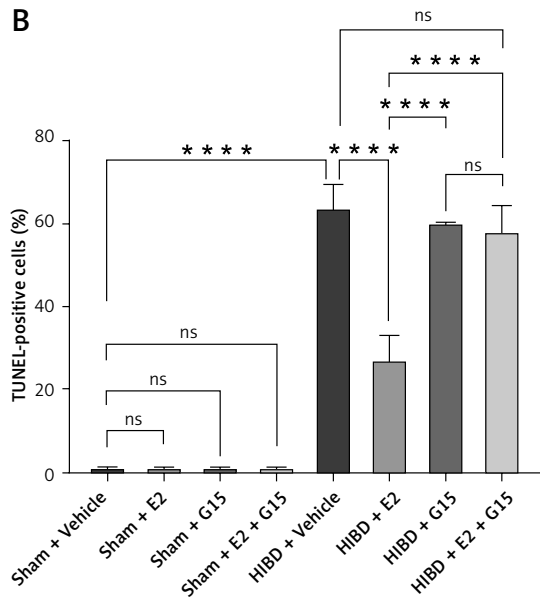 B
ns
* * * *
* * * *
* * * * * * * *
ns
ns
ns
ns
TUNEL-positive cells (%)
80
60
40
20
0
Sham + Vehicle
Sham + E2
Sham + G15
Sham + E2 + G15
HIBD + Vehicle
HIBD + E2
HIBD + G15
HIBD + E2 + G15